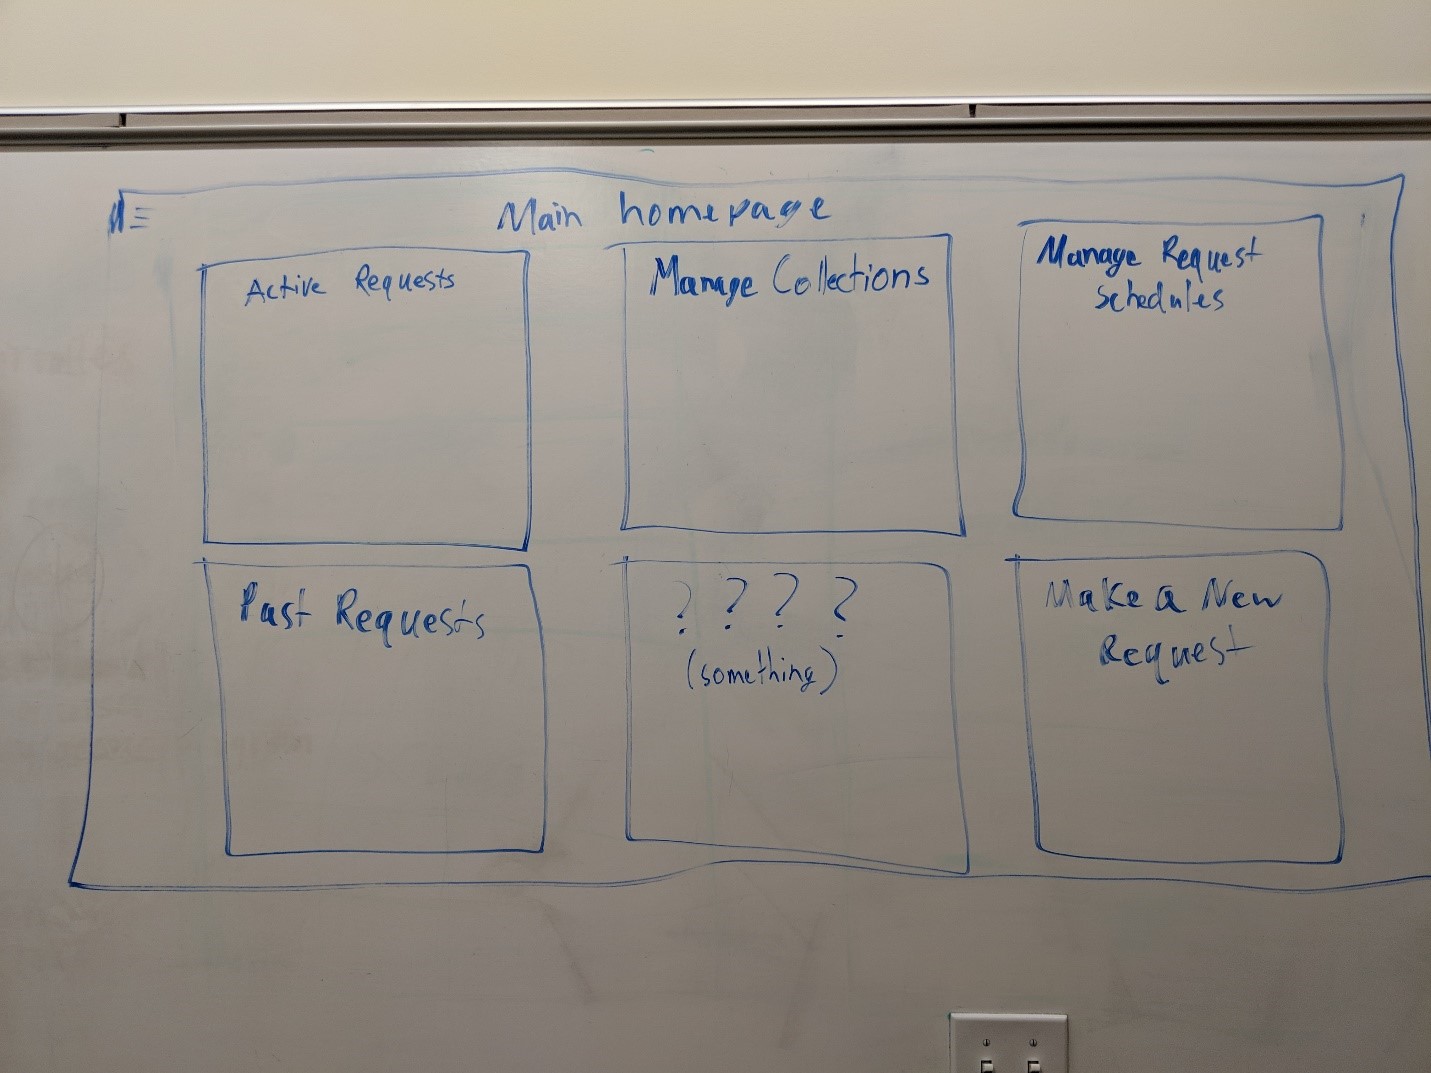 Main homepage
Active Requests
Manage Collections
Manage Request
Schedules
Past Requests
? ? ? ?
(something)
Make a New
Request